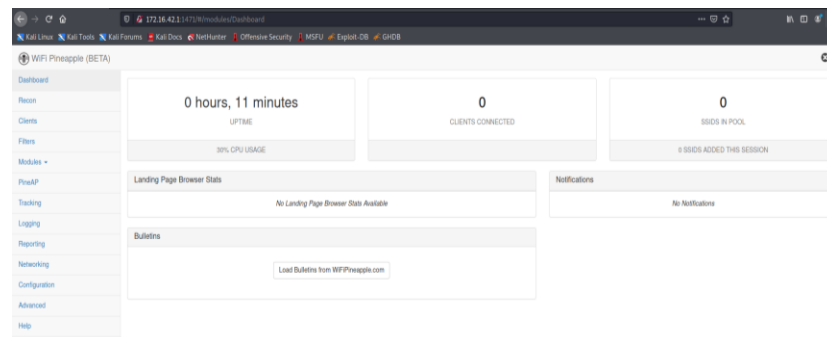 172.16.42.1:1471/#/modules/Dashboard
Kali Linux Kali Tools Kali Forums Kali Docs NetHunter Offensive Security MSFU Exploit-DB GHDB
WiFi Pineapple (BETA)
Dashboard
Recon
Clients
Filters
Modules
PineAP
Tracking
Logging
Reporting
Networking
Configuration
Advanced
Help
0 hours, 11 minutes
UPTIME
30% CPU USAGE
0
CLIENTS CONNECTED
0
SSIDS IN POOL
0 SSIDS ADDED THIS SESSION
Landing Page Browser Stats
No Landing Page Browser Stats Available
Notifications
No Notifications
Bulletins
Load Bulletins from WiFiPineapple.com